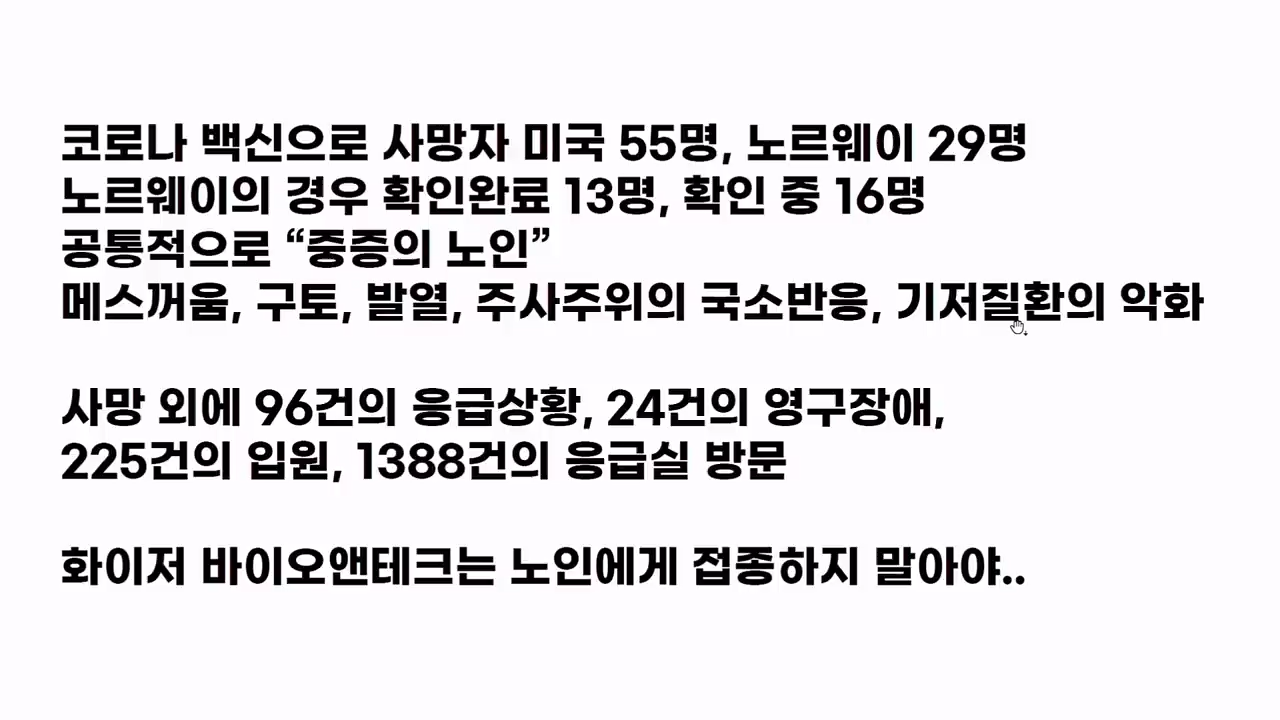 코로나 백신으로 사망자 미국 55명, 노르웨이 29명
노르웨이의 경우 확인완료 13명, 확인 중 16명
공통적으로 “중증의 노인”
메스꺼움, 구토, 발열, 주사주위의 국소반응, 기저질환의 악화
사망 외에 96건의 응급상황, 24건의 영구장애,
225건의 입원, 1388건의 응급실 방문
화이저 바이오앤테크는 노인에게 접종하지 말아야..